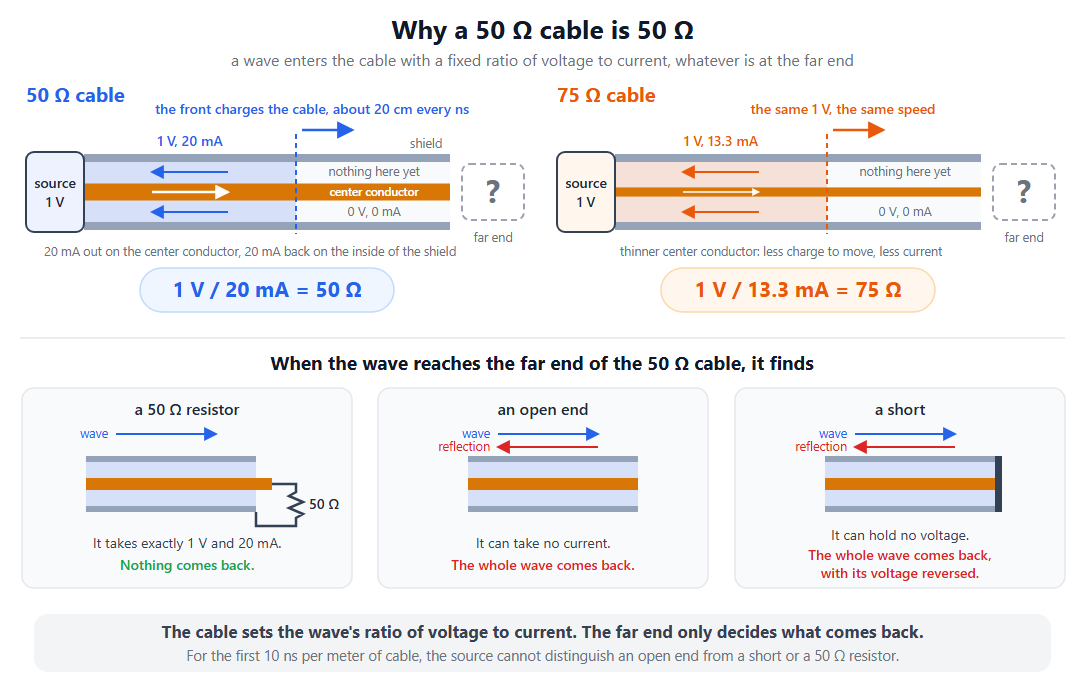 Why a 50 Ω cable is 50 Ω
a wave enters the cable with a fixed ratio of voltage to current, whatever is at the far end
50 Ω cable
the front charges the cable, about 20 cm every ns
1 V, 20 mA
shield
source
1 V
nothing here yet
center conductor
0 V, 0 mA
?
far end
20 mA out on the center conductor, 20 mA back on the inside of the shield
1 V / 20 mA = 50 Ω
75 Ω cable
the same 1 V, the same speed
1 V, 13.3 mA
source
1 V
nothing here yet
0 V, 0 mA
?
far end
thinner center conductor: less charge to move, less current
1 V / 13.3 mA = 75 Ω
When the wave reaches the far end of the 50 Ω cable, it finds
a 50 Ω resistor
wave
50 Ω
It takes exactly 1 V and 20 mA.
Nothing comes back.
an open end
wave
reflection
It can take no current.
The whole wave comes back.
a short
wave
reflection
It can hold no voltage.
The whole wave comes back,
with its voltage reversed.
The cable sets the wave's ratio of voltage to current. The far end only decides what comes back.
For the first 10 ns per meter of cable, the source cannot distinguish an open end from a short or a 50 Ω resistor.